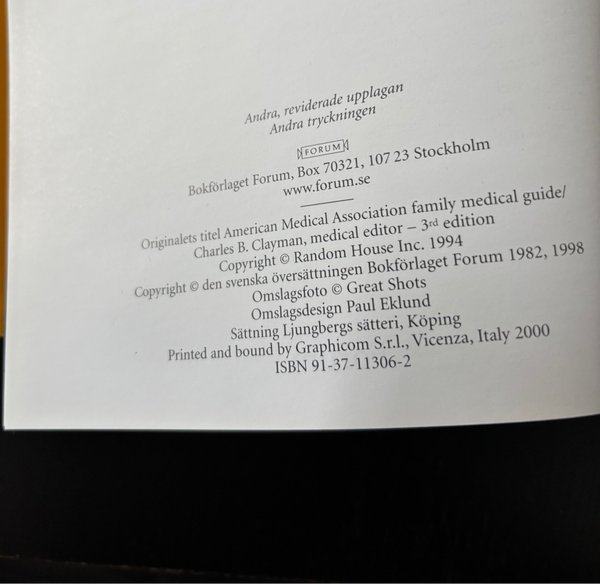 Andra, reviderade upplagan
Andra tryckningen
FORUM
Bokförlaget Forum, Box 70321, 107 23 Stockholm
www.forum.se
Originalets titel American Medical Association family medical guide/
Charles B. Clayman, medical editor – 3rd edition
Copyright © Random House Inc. 1994
Copyright © den svenska översättningen Bokförlaget Forum 1982, 1998
Omslagsfoto © Great Shots
Omslagsdesign Paul Eklund
Sättning Ljungbergs sätteri, Köping
Printed and bound by Graphicom S.r.l., Vicenza, Italy 2000
ISBN 91-37-11306-2